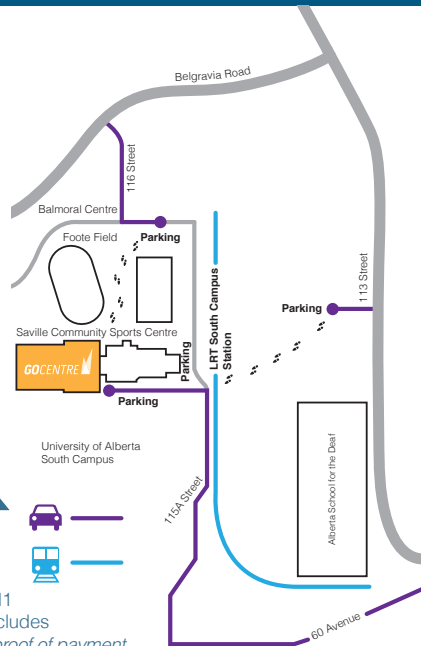 Belgravia Road
116 Street
Balmoral Centre
Foote Field
Parking
113 Street
Parking
LRT South Campus
Station
Saville Community Sports Centre
Parking
GOCENTRE
Parking
University of Alberta
South Campus
Alberta School for the Deaf
115A Street
60 Avenue
proof of payment